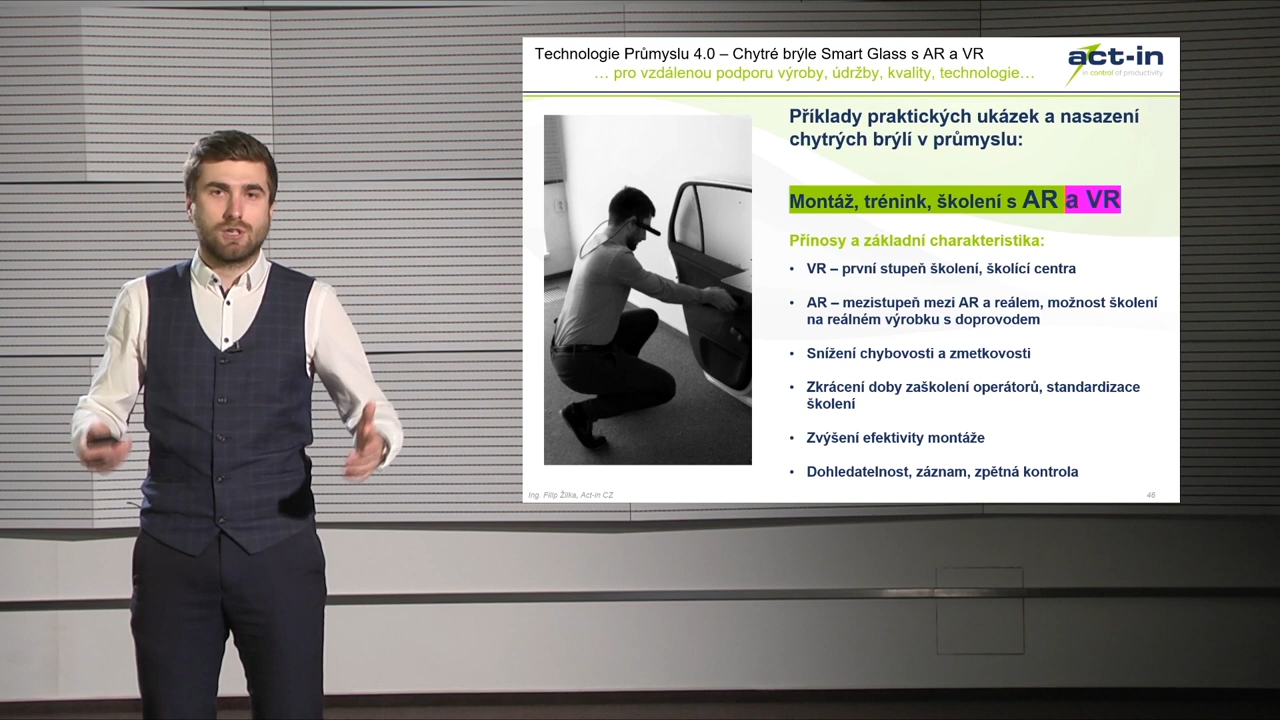 Technologie Průmyslu 4.0 – Chytré brýle Smart Glass s AR a VR
… pro vzdálenou podporu výroby, údržby, kvality, technologie…
act-in
in control of productivity
Příklady praktických ukázek a nasazení
chytrých brýlí v průmyslu:
Montáž, trénink, školení s AR a VR
Přínosy a základní charakteristika:
• VR – první stupeň školení, školící centra
• AR – mezistupeň mezi AR a reálem, možnost školení
na reálném výrobku s doprovodem
• Snížení chybovosti a zmetkovosti
• Zkrácení doby zaškolení operátorů, standardizace
školení
• Zvýšení efektivity montáže
• Dohledatelnost, záznam, zpětná kontrola
Ing. Filip Žilka, Act-in CZ
46